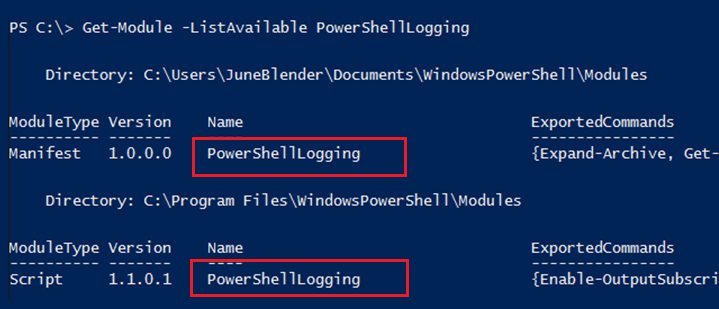 PS C:\> Get-Module -ListAvailable PowerShellLogging
Directory: C:\Users\JuneBlender\Documents\WindowsPowerShell\Modules
ModuleType Version Name ExportedCommands
---------- ------- ---- ----------------
Manifest 1.0.0.0 PowerShellLogging {Expand-Archive, Get-
Directory: C:\Program Files\WindowsPowerShell\Modules
ModuleType Version Name ExportedCommands
---------- ------- ---- ----------------
Script 1.1.0.1 PowerShellLogging {Enable-OutputSubscri